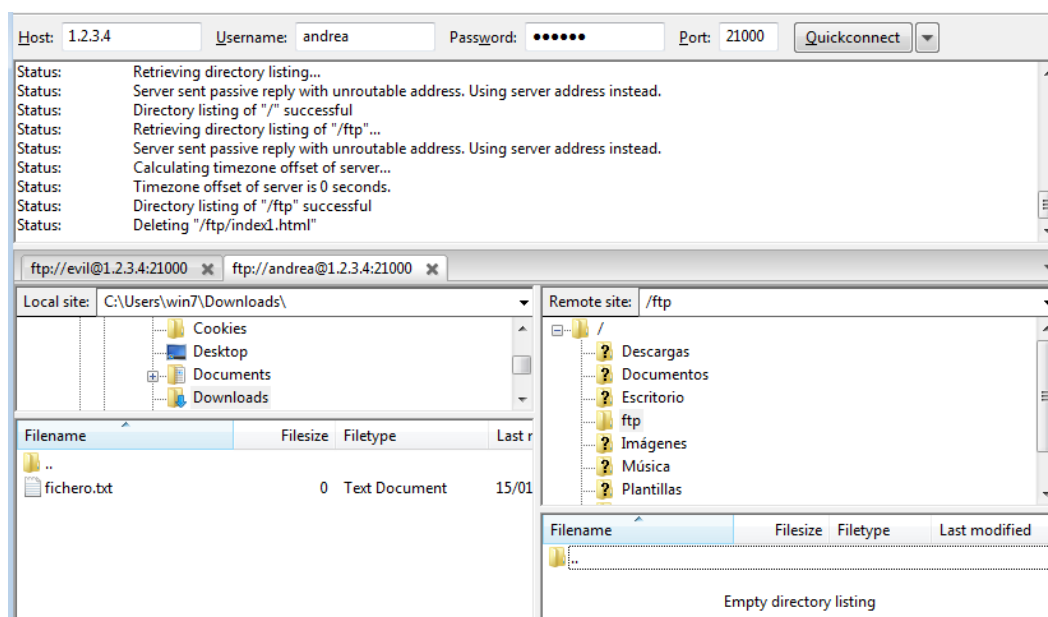 Host: 1.2.3.4 Username: andrea Password: ●●●●●● Port: 21000 Quickconnect
Status: Retrieving directory listing...
Status: Server sent passive reply with unroutable address. Using server address instead.
Status: Directory listing of "/" successful
Status: Retrieving directory listing of "/ftp"...
Status: Server sent passive reply with unroutable address. Using server address instead.
Status: Calculating timezone offset of server...
Status: Timezone offset of server is 0 seconds.
Status: Directory listing of "/ftp" successful
Status: Deleting "/ftp/index1.html"
ftp://evil@1.2.3.4:21000 ftp://andrea@1.2.3.4:21000
Local site: C:\Users\win7\Downloads\
Cookies
Desktop
Documents
Downloads
Filename Filesize Filetype Last r
..
fichero.txt 0 Text Document 15/01
Remote site: /ftp
/
Descargas
Documentos
Escritorio
ftp
Imágenes
Música
Plantillas
Filename Filesize Filetype Last modified
..
Empty directory listing